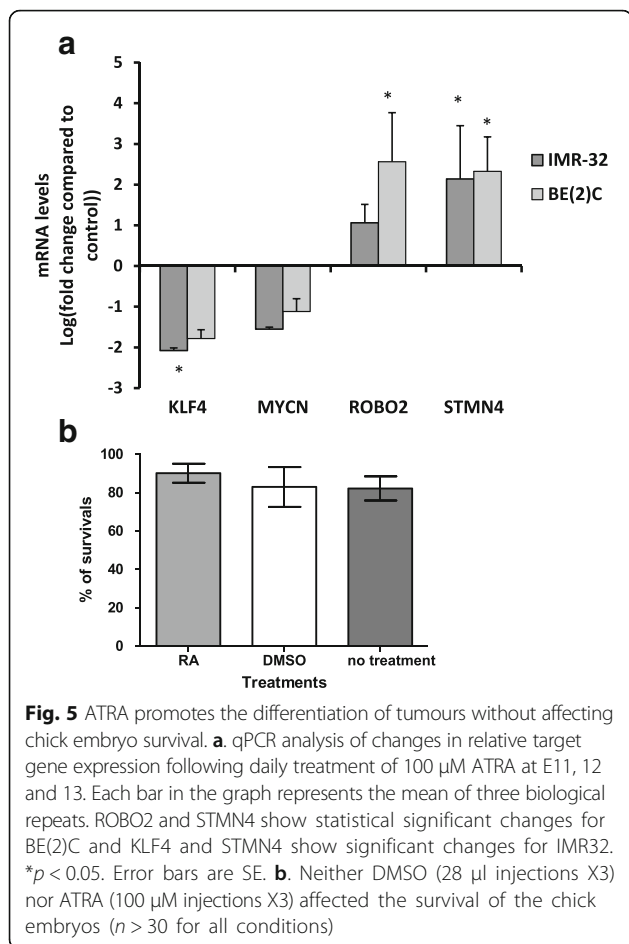 a
5
4
3
2
1
0
-1
-2
-3
mRNA levels
Log(fold change compared to
control))
*
*
*
*
IMR-32
BE(2)C
KLF4 MYCN ROBO2 STMN4
b
100
80
60
40
20
0
% of survivals
RA DMSO no treatment
Treatments
Fig. 5 ATRA promotes the differentiation of tumours without affecting
chick embryo survival. a. qPCR analysis of changes in relative target
gene expression following daily treatment of 100 μM ATRA at E11, 12
and 13. Each bar in the graph represents the mean of three biological
repeats. ROBO2 and STMN4 show statistical significant changes for
BE(2)C and KLF4 and STMN4 show significant changes for IMR32.
*p < 0.05. Error bars are SE. b. Neither DMSO (28 μl injections X3)
nor ATRA (100 μM injections X3) affected the survival of the chick
embryos (n > 30 for all conditions)